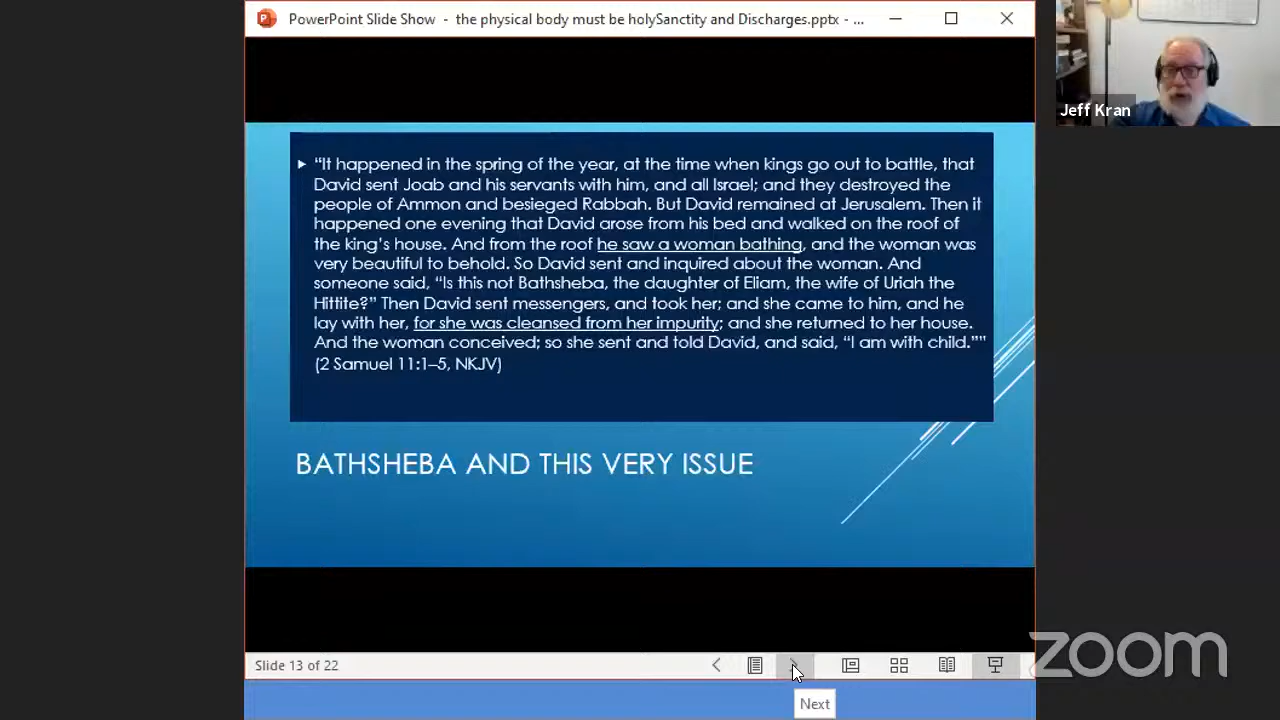 PowerPoint Slide Show - the physical body must be holySanctity and Discharges.pptx - ...
Jeff Kran
“It happened in the spring of the year, at the time when kings go out to battle, that
David sent Joab and his servants with him, and all Israel; and they destroyed the
people of Ammon and besieged Rabbah. But David remained at Jerusalem. Then it
happened one evening that David arose from his bed and walked on the roof of
the king’s house. And from the roof he saw a woman bathing, and the woman was
very beautiful to behold. So David sent and inquired about the woman. And
someone said, “Is this not Bathsheba, the daughter of Eliam, the wife of Uriah the
Hittite?” Then David sent messengers, and took her; and she came to him, and he
lay with her, for she was cleansed from her impurity; and she returned to her house.
And the woman conceived; so she sent and told David, and said, “I am with child.””
(2 Samuel 11:1–5, NKJV)
BATHSHEBA AND THIS VERY ISSUE
Slide 13 of 22
zoom
Next